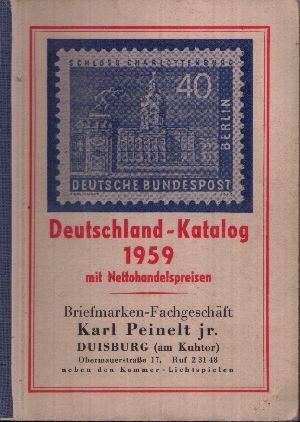 SCHLOSS CHARLOTTENBURG
40
BERLIN
DEUTSCHE BUNDESPOST
Deutschland-Katalog
1959
mit Nettohandelspreisen
Briefmarken-Fachgeschäft
Karl Peinelt jr.
DUISBURG (am Kuhtor)
Obermauerstraße 17, Ruf 2 31 48
neben den Kammer-Lichtspielen